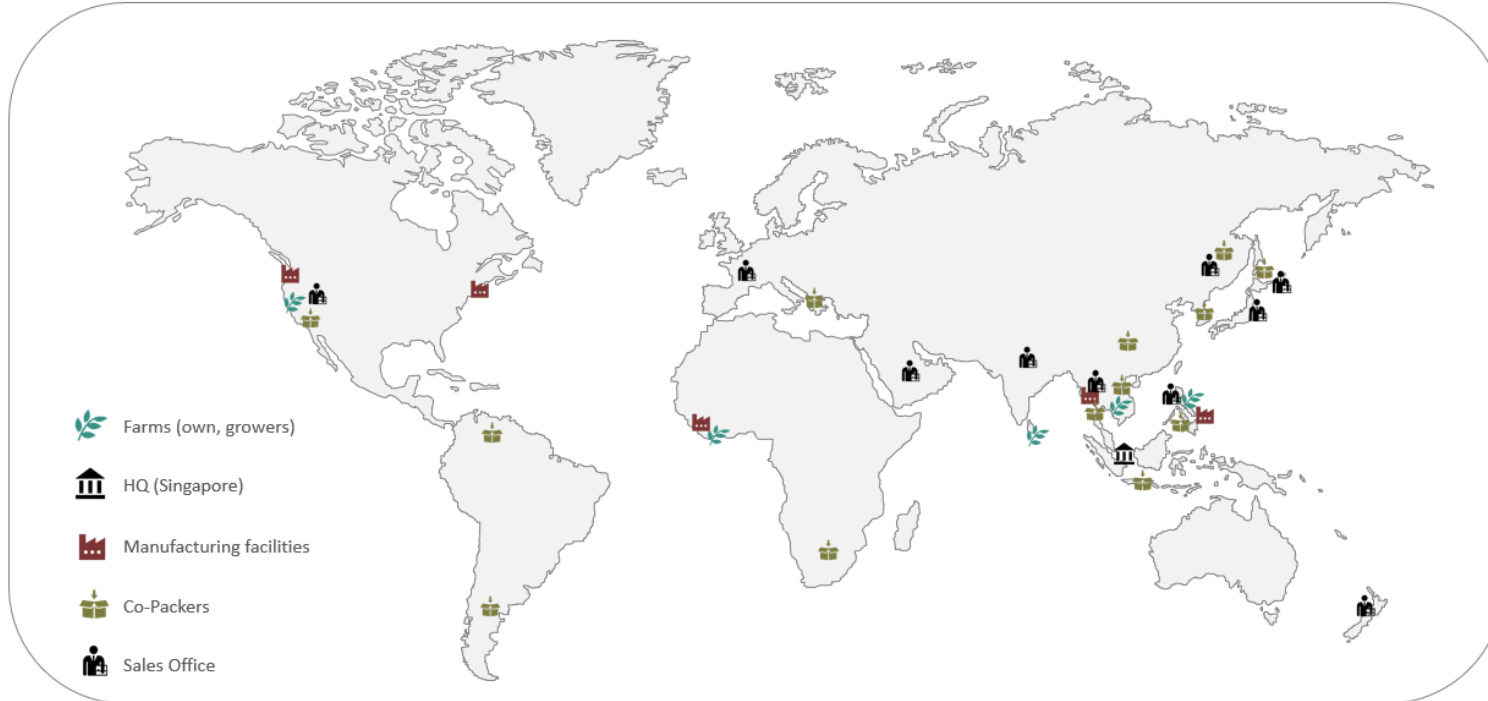 Farms (own, growers)
HQ (Singapore)
Manufacturing facilities
Co-Packers
Sales Office